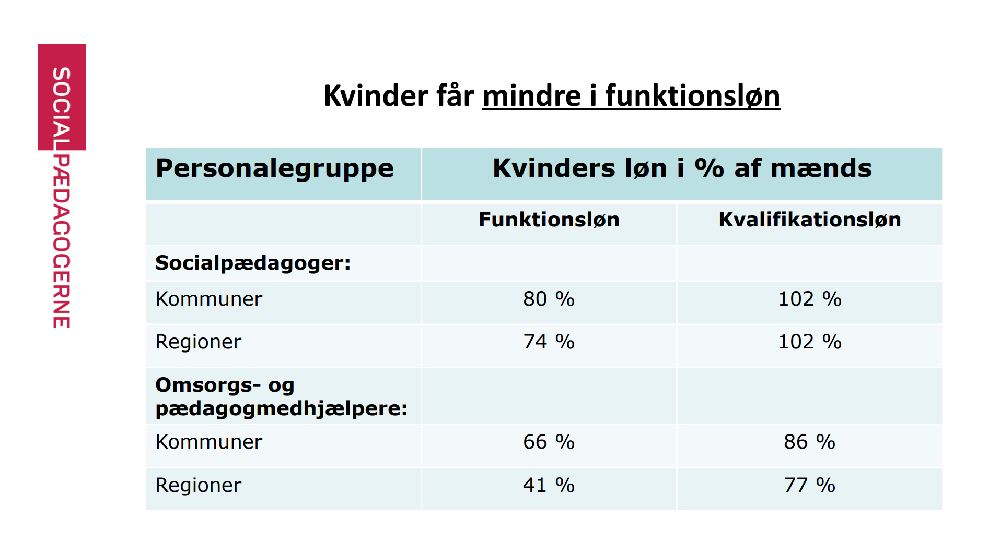 SOCIALPÆDAGOGERNE
Kvinder får mindre i funktionsløn
Personalegruppe Kvinders løn i % af mænds
Funktionsløn Kvalifikationsløn
Socialpædagoger:
Kommuner 80 % 102 %
Regioner 74 % 102 %
Omsorgs- og
pædagogmedhjælpere:
Kommuner 66 % 86 %
Regioner 41 % 77 %